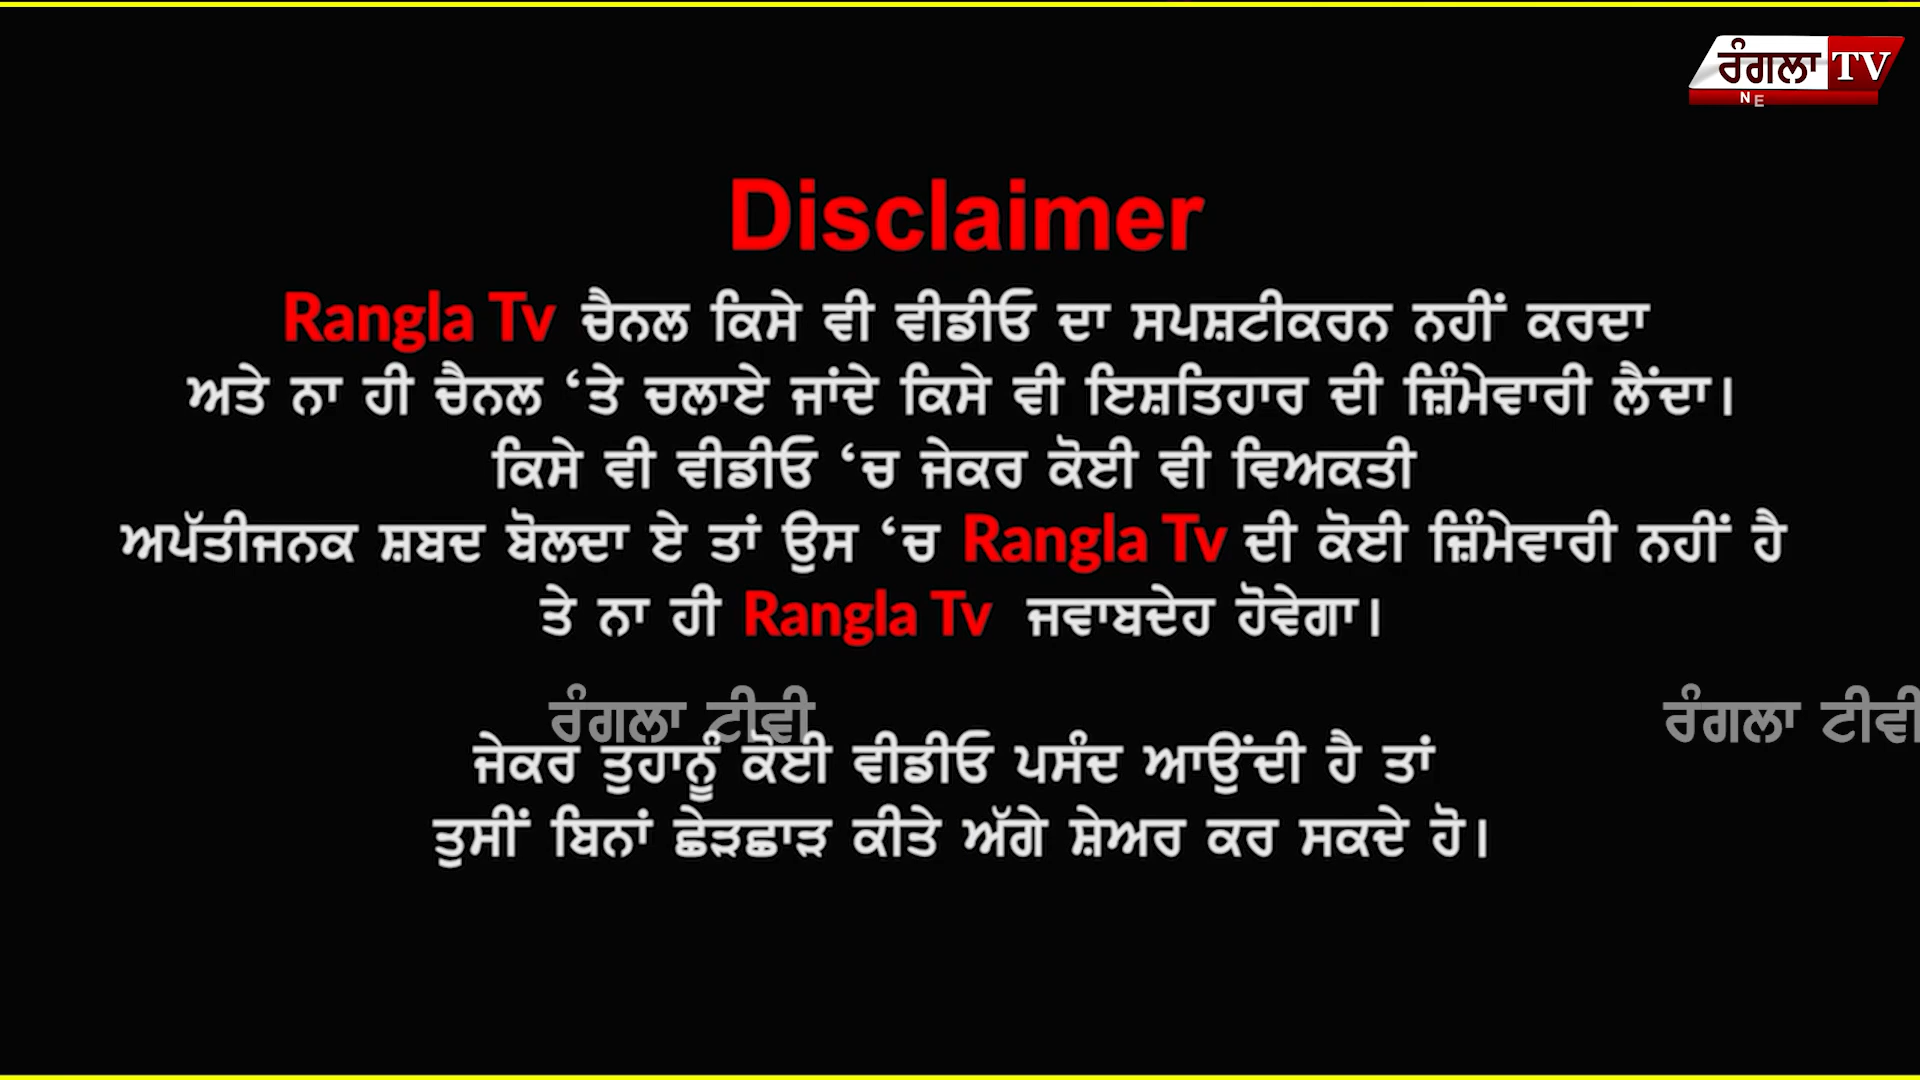 ਰੰਗਲਾ TV
NE
Disclaimer
Rangla Tv ਚੈਨਲ ਕਿਸੇ ਵੀ ਵੀਡੀਓ ਦਾ ਸਪਸ਼ਟੀਕਰਨ ਨਹੀਂ ਕਰਦਾ
ਅਤੇ ਨਾ ਹੀ ਚੈਨਲ ‘ਤੇ ਚਲਾਏ ਜਾਂਦੇ ਕਿਸੇ ਵੀ ਇਸ਼ਤਿਹਾਰ ਦੀ ਜ਼ਿੰਮੇਵਾਰੀ ਲੈਂਦਾ।
ਕਿਸੇ ਵੀ ਵੀਡੀਓ ‘ਚ ਜੇਕਰ ਕੋਈ ਵੀ ਵਿਅਕਤੀ
ਅਪੱਤੀਜਨਕ ਸ਼ਬਦ ਬੋਲਦਾ ਏ ਤਾਂ ਉਸ ‘ਚ Rangla Tv ਦੀ ਕੋਈ ਜ਼ਿੰਮੇਵਾਰੀ ਨਹੀਂ ਹੈ
ਤੇ ਨਾ ਹੀ Rangla Tv ਜਵਾਬਦੇਹ ਹੋਵੇਗਾ।
ਰੰਗਲਾ ਟੀਵੀ ਰੰਗਲਾ ਟੀਵੀ
ਜੇਕਰ ਤੁਹਾਨੂੰ ਕੋਈ ਵੀਡੀਓ ਪਸੰਦ ਆਉਂਦੀ ਹੈ ਤਾਂ
ਤੁਸੀਂ ਬਿਨਾਂ ਛੇੜਛਾੜ ਕੀਤੇ ਅੱਗੇ ਸ਼ੇਅਰ ਕਰ ਸਕਦੇ ਹੋ।